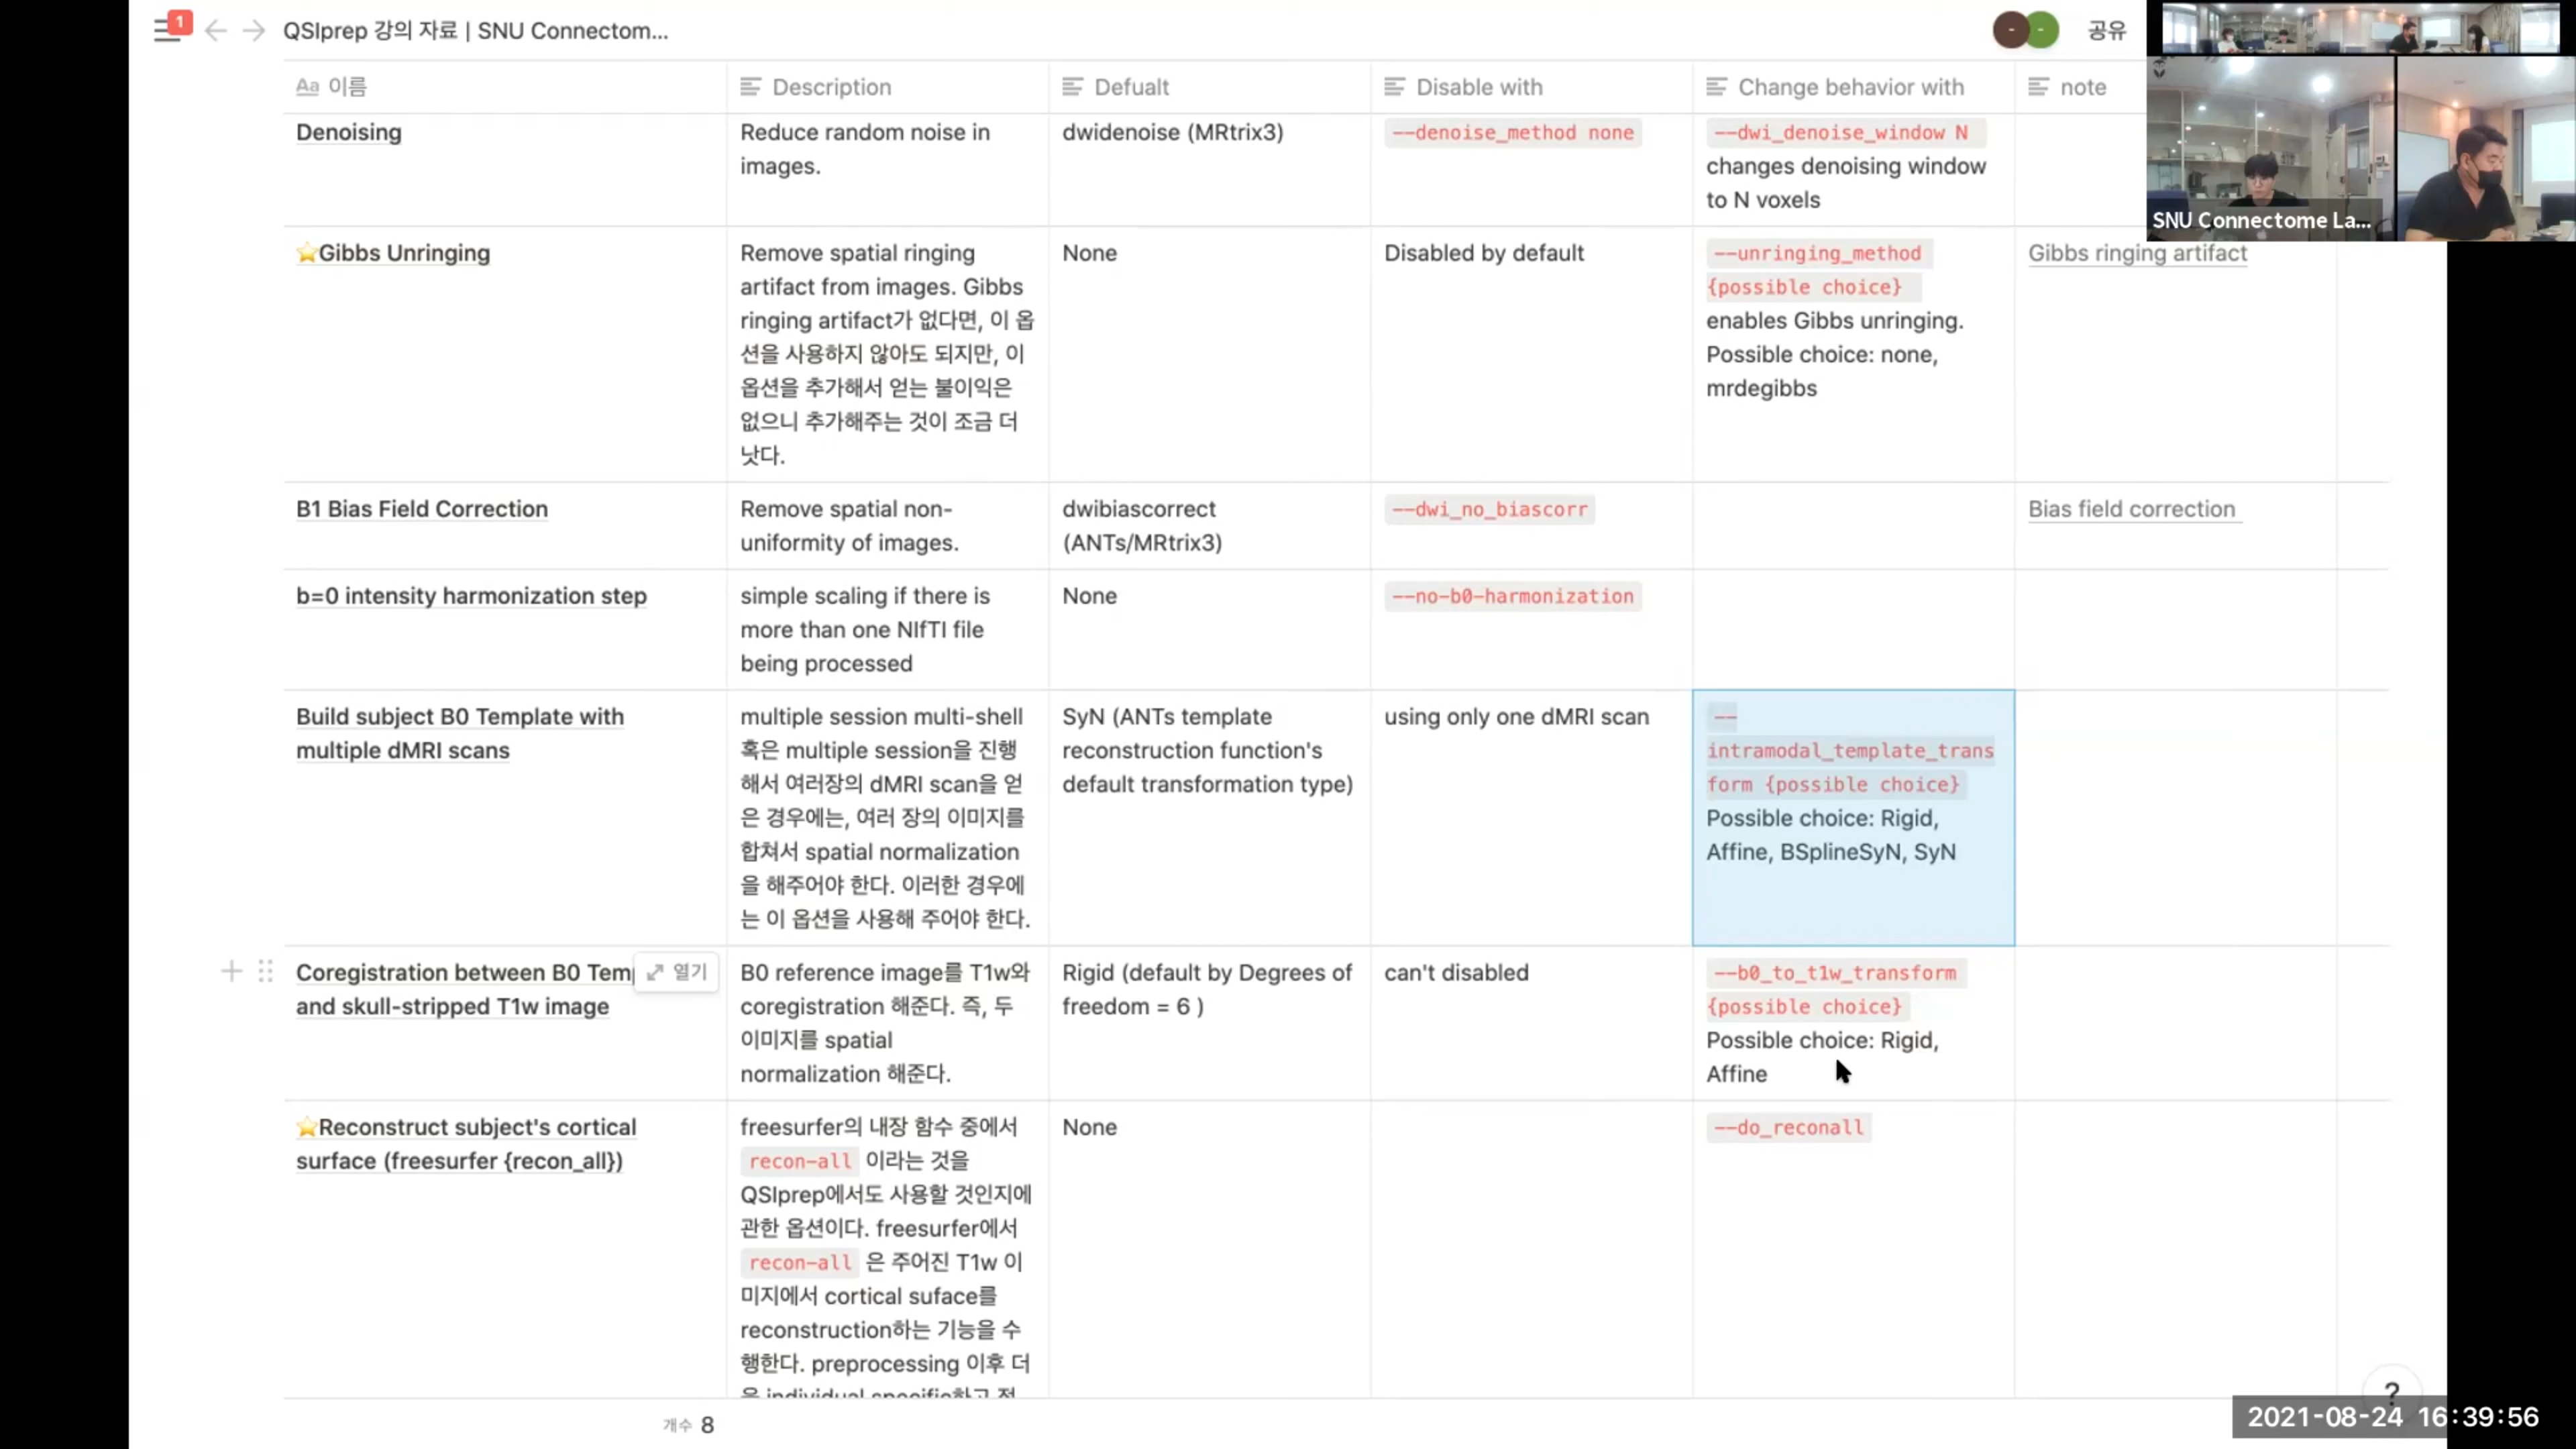 1
QSIprep 강의 자료 | SNU Connectom...
공유
Aa 이름
Description
Defualt
Disable with
Change behavior with
note
Denoising
Reduce random noise in
images.
dwidenoise (MRtrix3)
--denoise_method none
--dwi_denoise_window N
changes denoising window
to N voxels
SNU Connectome La...
⭐Gibbs Unringing
Remove spatial ringing
artifact from images. Gibbs
ringing artifact가 없다면, 이 옵
션을 사용하지 않아도 되지만, 이
옵션을 추가해서 얻는 불이익은
없으니 추가해주는 것이 조금 더
낫다.
None
Disabled by default
--unringing_method
{possible choice}
enables Gibbs unringing.
Possible choice: none,
mrdegibbs
Gibbs ringing artifact
B1 Bias Field Correction
Remove spatial non-
uniformity of images.
dwibiascorrect
(ANTs/MRtrix3)
--dwi_no_biascorr
Bias field correction
b=0 intensity harmonization step
simple scaling if there is
more than one NIfTI file
being processed
None
--no-b0-harmonization
Build subject B0 Template with
multiple dMRI scans
multiple session multi-shell
혹은 multiple session을 진행
해서 여러장의 dMRI scan을 얻
은 경우에는, 여러 장의 이미지를
합쳐서 spatial normalization
을 해주어야 한다. 이러한 경우에
는 이 옵션을 사용해 주어야 한다.
SyN (ANTs template
reconstruction function's
default transformation type)
using only one dMRI scan
--
intramodal_template_trans
form {possible choice}
Possible choice: Rigid,
Affine, BSplineSyN, SyN
Coregistration between B0 Temp
and skull-stripped T1w image
열기
B0 reference image를 T1w와
coregistration 해준다. 즉, 두
이미지를 spatial
normalization 해준다.
Rigid (default by Degrees of
freedom = 6 )
can't disabled
--b0_to_t1w_transform
{possible choice}
Possible choice: Rigid,
Affine
⭐Reconstruct subject's cortical
surface (freesurfer {recon_all})
freesurfer의 내장 함수 중에서
recon-all 이라는 것을
QSIprep에서도 사용할 것인지에
관한 옵션이다. freesurfer에서
recon-all 은 주어진 T1w 이
미지에서 cortical suface를
reconstruction하는 기능을 수
행한다. preprocessing 이후 더
None
--do_reconall
개수 8
?
2021-08-24 16:39:56